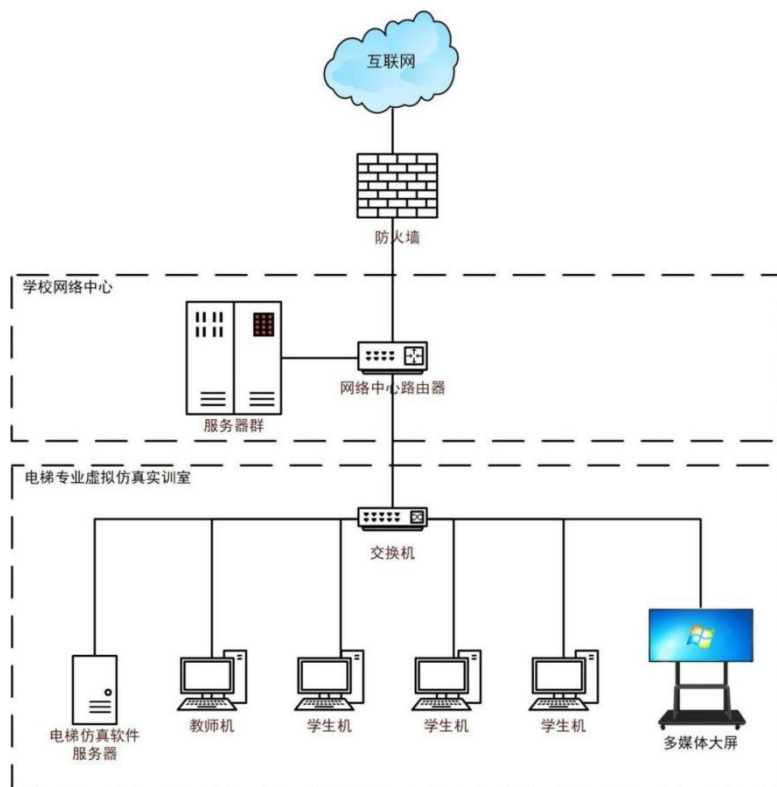 互联网
防火墙
学校网络中心
网络中心路由器
服务器群
电梯专业虚拟仿真实训室
交换机
电梯仿真软件
服务器
教师机
学生机
学生机
学生机
多媒体大屏